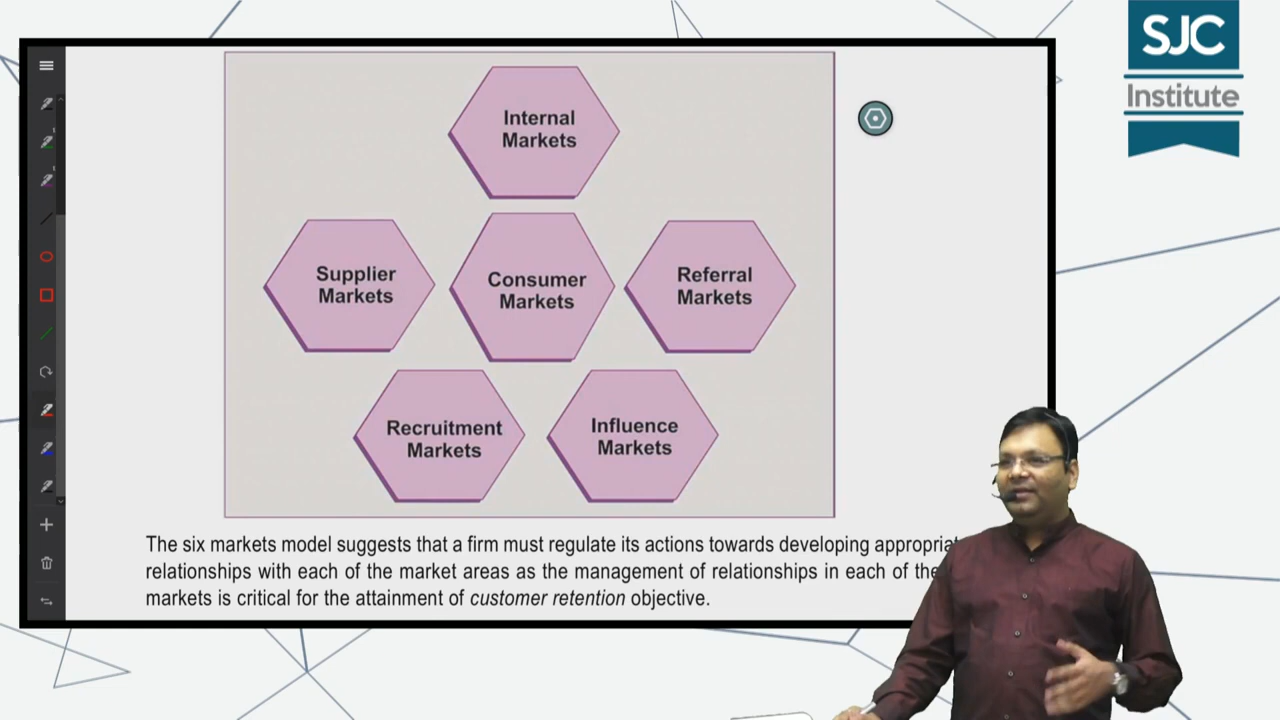 SJC
Institute
Internal
Markets
Supplier
Markets
Consumer
Markets
Referral
Markets
Recruitment
Markets
Influence
Markets
The six markets model suggests that a firm must regulate its actions towards developing
relationships with each of the market areas as the management of relationships in each of the
markets is critical for the attainment of customer retention objective.